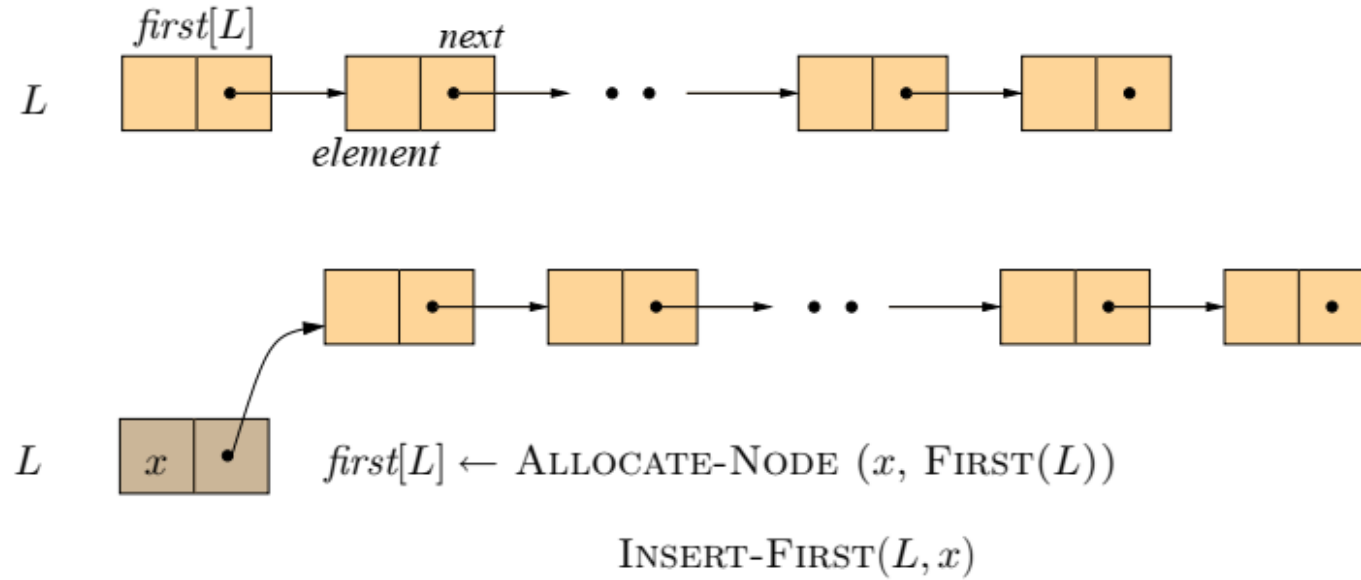 first[L]
next
L
element
L
x
first[L] ← ALLOCATE-NODE (x, FIRST(L))
INSERT-FIRST(L, x)